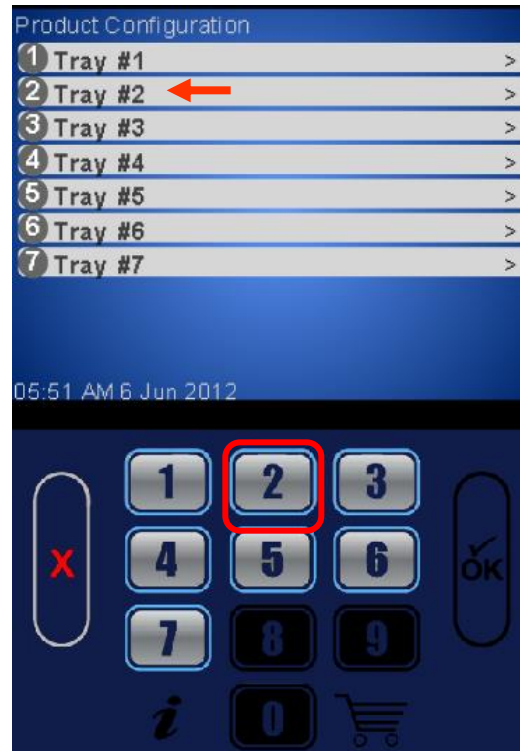 Product Configuration
1 Tray #1 >
2 Tray #2 >
3 Tray #3 >
4 Tray #4 >
5 Tray #5 >
6 Tray #6 >
7 Tray #7 >
05:51 AM 6 Jun 2012
1 2 3
X 4 5 6 OK
7 8 9
i 0